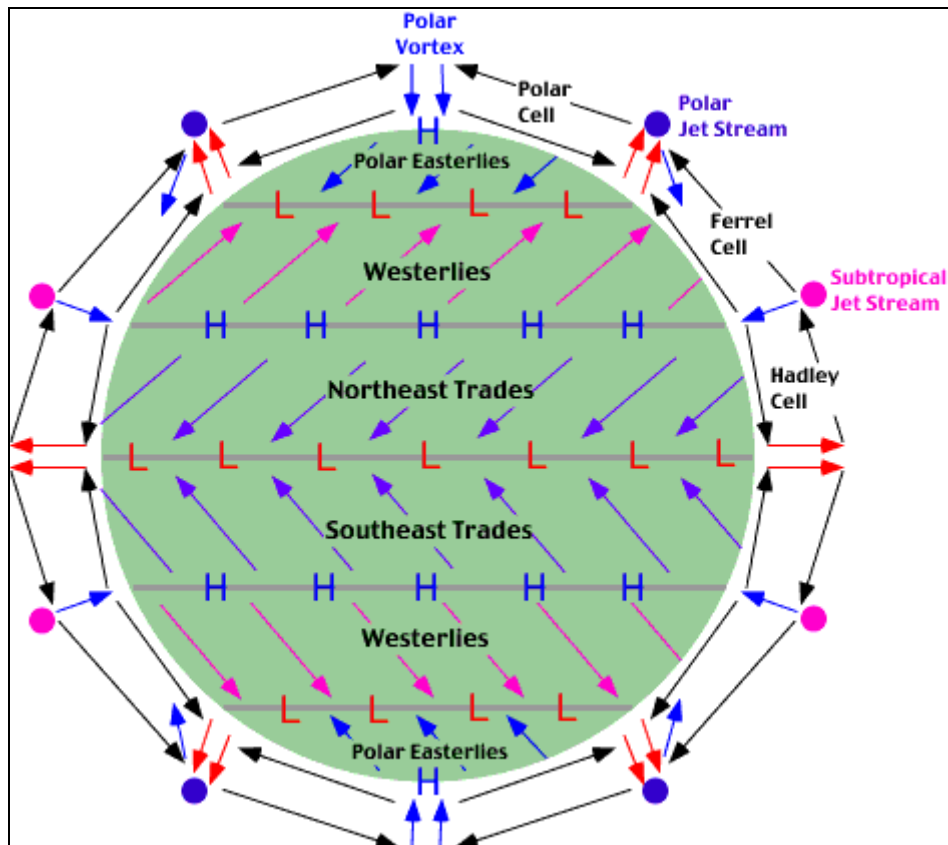 Polar
Vortex
Polar
Cell
Polar
Jet Stream
H
Polar Easterlies
L L L L
Ferrel
Cell
Westerlies
Subtropical
Jet Stream
H H H H H
Northeast Trades
Hadley
Cell
L L L L L L L
Southeast Trades
H H H H H
Westerlies
L L L L
Polar Easterlies
H